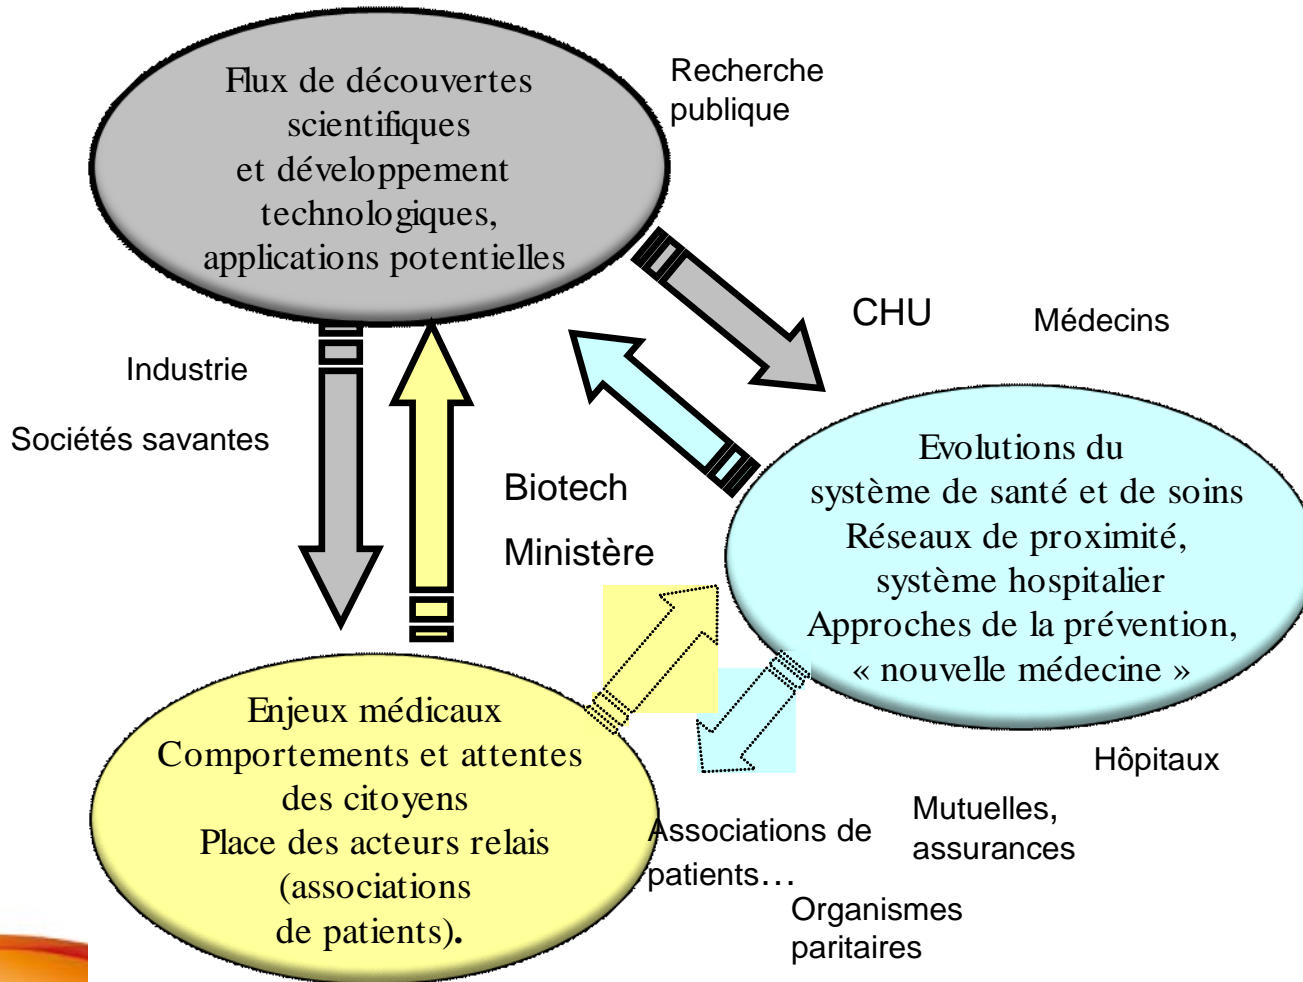 Flux de découvertes
scientifiques
et développement
technologiques,
applications potentielles
Recherche
publique
CHU
Médecins
Industrie
Sociétés savantes
Biotech
Ministère
Evolutions du
système de santé et de soins
Réseaux de proximité,
système hospitalier
Approches de la prévention,
« nouvelle médecine »
Enjeux médicaux
Comportements et attentes
des citoyens
Place des acteurs relais
(associations
de patients).
Hôpitaux
Mutuelles,
assurances
Associations de
patients…
Organismes
paritaires